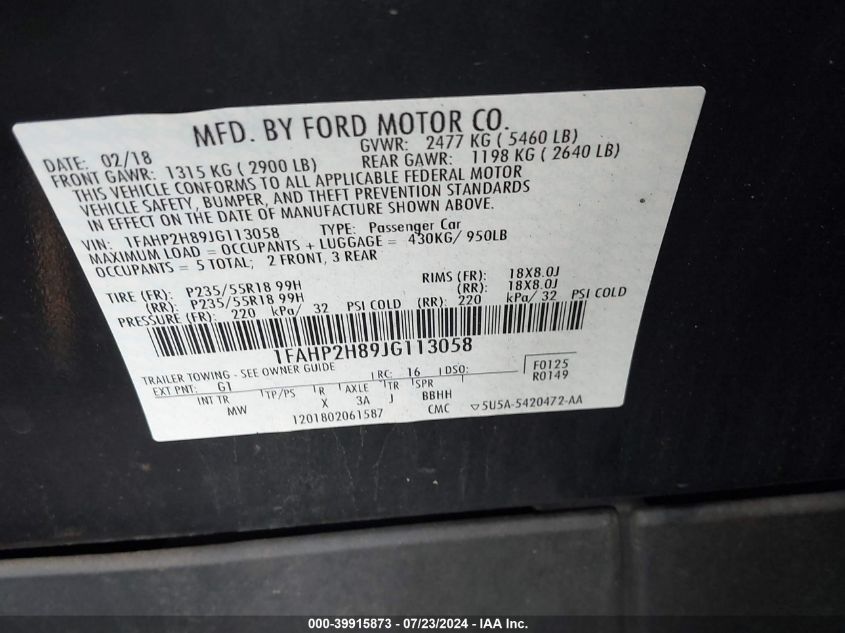 MFD. BY FORD MOTOR CO.
DATE: 02/18 GVWR: 2477 KG ( 5460 LB)
FRONT GAWR: 1315 KG ( 2900 LB) REAR GAWR: 1198 KG ( 2640 LB)
THIS VEHICLE CONFORMS TO ALL APPLICABLE FEDERAL MOTOR
VEHICLE SAFETY, BUMPER, AND THEFT PREVENTION STANDARDS
IN EFFECT ON THE DATE OF MANUFACTURE SHOWN ABOVE.
VIN: 1FAHP2H89JG113058 TYPE: Passenger Car
MAXIMUM LOAD = OCCUPANTS + LUGGAGE = 430KG/ 950LB
OCCUPANTS = 5 TOTAL; 2 FRONT, 3 REAR
TIRE (FR): P235/55R18 99H RIMS (FR): 18X8.0J
(RR): P235/55R18 99H (RR): 18X8.0J
PRESSURE (FR): 220 kPa/ 32 PSI COLD (RR): 220 kPa/ 32 PSI COLD
1FAHP2H89JG113058
TRAILER TOWING - SEE OWNER GUIDE
EXT PNT: G1 RC: 16 DSO: F0125
R0149
INT TR TP/PS R AXLE TR SPR
MW X 3A J BBHH
1201802061587 CMC ▽5U5A-5420472-AA
000-39915873 / 07/23/2024 - IAA Inc.